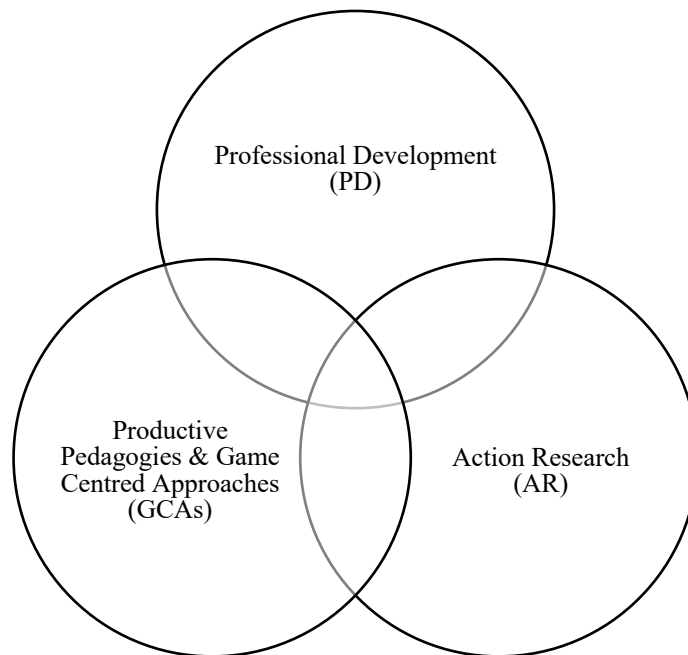 Professional Development
(PD)
Productive
Pedagogies & Game
Centred Approaches
(GCAs)
Action Research
(AR)